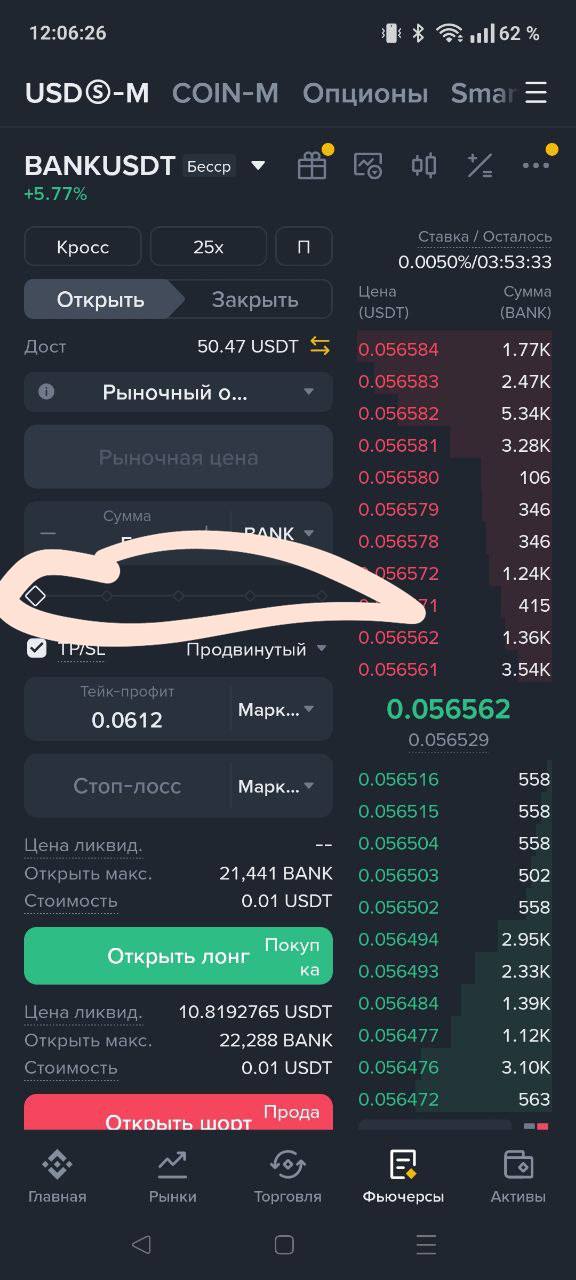 12:06:26
62 %
USDⓈ-M COIN-M Опционы Smar
BANKUSDT Бесср
+5.77%
Кросс 25x П
Открыть Закрыть
Дост 50.47 USDT
Рыночный о...
Рыночная цена
Сумма
BANK
TP/SL Продвинутый
Тейк-профит
0.0612 Марк...
Стоп-лосс Марк...
Цена ликвид. --
Открыть макс. 21,441 BANK
Стоимость 0.01 USDT
Открыть лонг Покуп
ка
Цена ликвид. 10.8192765 USDT
Открыть макс. 22,288 BANK
Стоимость 0.01 USDT
Открыть шорт Прода
Ставка / Осталось
0.0050%/03:53:33
Цена Сумма
(USDT) (BANK)
0.056584 1.77K
0.056583 2.47K
0.056582 5.34K
0.056581 3.28K
0.056580 106
0.056579 346
0.056578 346
0.056572 1.24K
415
0.056562 1.36K
0.056561 3.54K
0.056562
0.056529
0.056516 558
0.056515 558
0.056504 558
0.056503 502
0.056502 558
0.056494 2.95K
0.056493 2.33K
0.056484 1.39K
0.056477 1.12K
0.056476 3.10K
0.056472 563
Главная Рынки Торговля Фьючерсы Активы